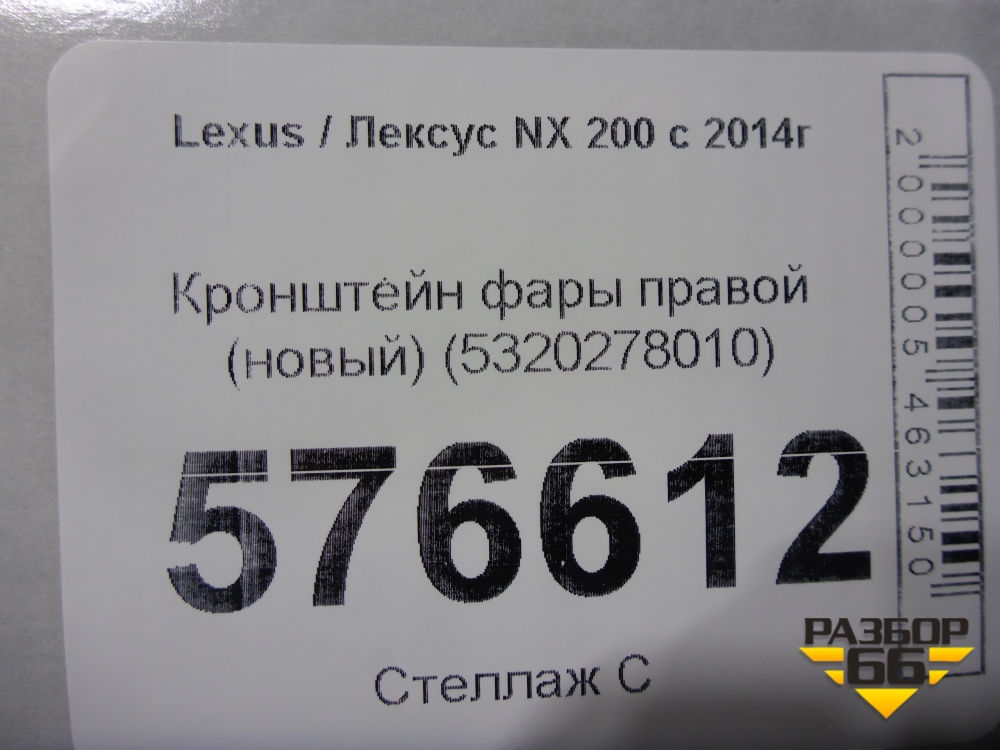 Lexus / Лексус NX 200 с 2014г
Кронштейн фары правой
(новый) (5320278010)
576612
Стеллаж С
2000005463150
РАЗБОР
66